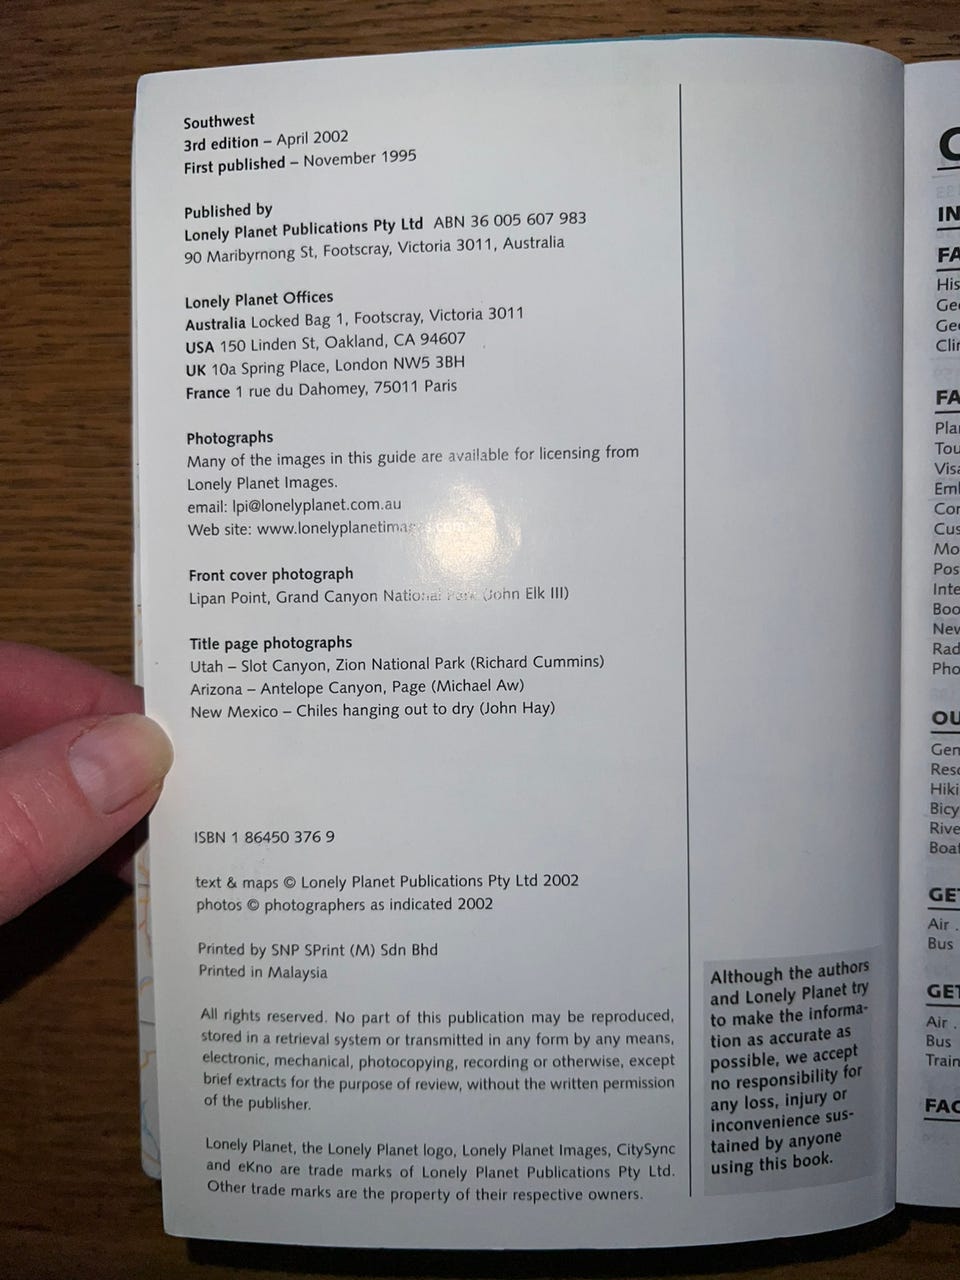 Southwest
3rd edition – April 2002
First published – November 1995
Published by
Lonely Planet Publications Pty Ltd ABN 36 005 607 983
90 Maribyrnong St, Footscray, Victoria 3011, Australia
Lonely Planet Offices
Australia Locked Bag 1, Footscray, Victoria 3011
USA 150 Linden St, Oakland, CA 94607
UK 10a Spring Place, London NW5 3BH
France 1 rue du Dahomey, 75011 Paris
Photographs
Many of the images in this guide are available for licensing from
Lonely Planet Images.
email: lpi@lonelyplanet.com.au
Web site: www.lonelyplanetimages.com
Front cover photograph
Lipan Point, Grand Canyon National Park (John Elk III)
Title page photographs
Utah – Slot Canyon, Zion National Park (Richard Cummins)
Arizona – Antelope Canyon, Page (Michael Aw)
New Mexico – Chiles hanging out to dry (John Hay)
ISBN 1 86450 376 9
text & maps © Lonely Planet Publications Pty Ltd 2002
photos © photographers as indicated 2002
Printed by SNP SPrint (M) Sdn Bhd
Printed in Malaysia
All rights reserved. No part of this publication may be reproduced,
stored in a retrieval system or transmitted in any form by any means,
electronic, mechanical, photocopying, recording or otherwise, except
brief extracts for the purpose of review, without the written permission
of the publisher.
Lonely Planet, the Lonely Planet logo, Lonely Planet Images, CitySync
and eKno are trade marks of Lonely Planet Publications Pty Ltd.
Other trade marks are the property of their respective owners.
Although the authors
and Lonely Planet try
to make the informa-
tion as accurate as
possible, we accept
no responsibility for
any loss, injury or
inconvenience sus-
tained by anyone
using this book.
Air .
Bus
Air .
Bus
Train